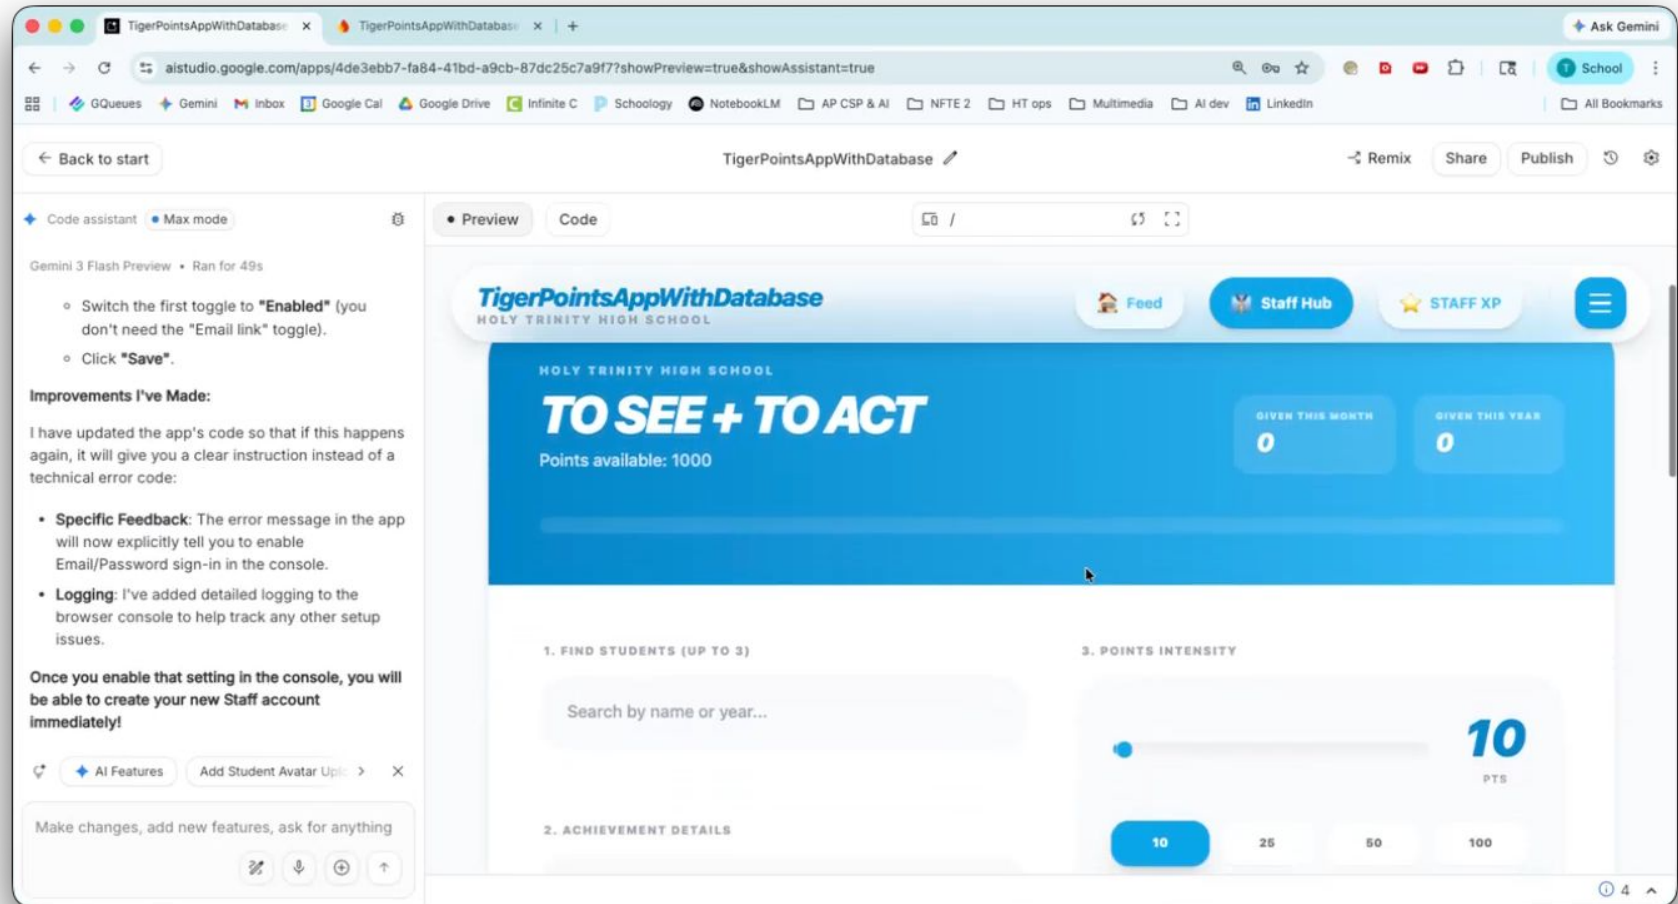 TigerPointsAppWithDatabase
TigerPointsAppWithDatabase
Ask Gemini
aistudio.google.com/apps/4de3ebb7-fa84-41bd-a9cb-87dc25c7a9f7?showPreview=true&showAssistant=true
School
GQueues
Gemini
Inbox
Google Cal
Google Drive
Infinite C
Schoology
NotebookLM
AP CSP & AI
NFTE 2
HT ops
Multimedia
AI dev
LinkedIn
All Bookmarks
Back to start
TigerPointsAppWithDatabase
Remix
Share
Publish
Code assistant
Max mode
Preview
Code
/
Gemini 3 Flash Preview • Ran for 49s
Switch the first toggle to "Enabled" (you
don't need the "Email link" toggle).
Click "Save".
Improvements I've Made:
I have updated the app's code so that if this happens
again, it will give you a clear instruction instead of a
technical error code:
Specific Feedback: The error message in the app
will now explicitly tell you to enable
Email/Password sign-in in the console.
Logging: I've added detailed logging to the
browser console to help track any other setup
issues.
Once you enable that setting in the console, you will
be able to create your new Staff account
immediately!
AI Features
Add Student Avatar
Make changes, add new features, ask for anything
TigerPointsAppWithDatabase
HOLY TRINITY HIGH SCHOOL
Feed
Staff Hub
STAFF XP
HOLY TRINITY HIGH SCHOOL
TO SEE + TO ACT
Points available: 1000
GIVEN THIS MONTH
0
GIVEN THIS YEAR
0
1. FIND STUDENTS (UP TO 3)
Search by name or year...
2. ACHIEVEMENT DETAILS
3. POINTS INTENSITY
10
PTS
10
25
50
100
4